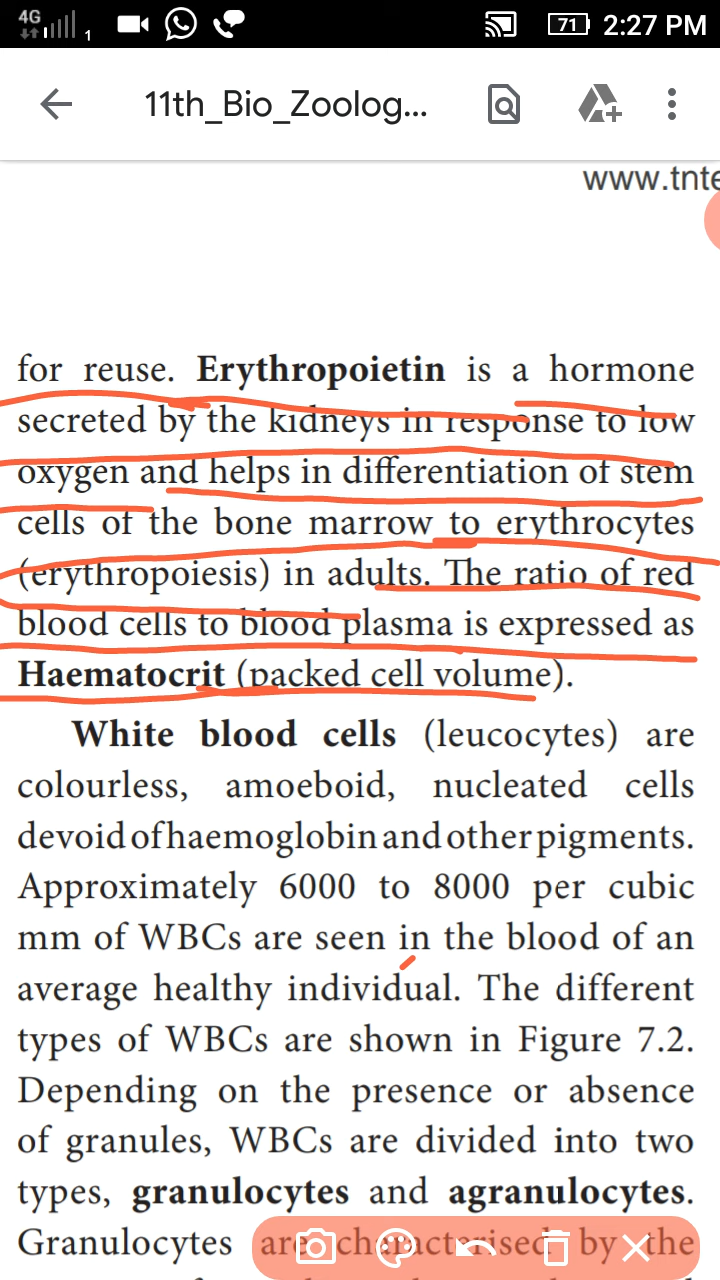 4G 1 71 2:27 PM
11th_Bio_Zoolog...
www.tnte
for reuse. Erythropoietin is a hormone
secreted by the kidneys in response to low
oxygen and helps in differentiation of stem
cells of the bone marrow to erythrocytes
(erythropoiesis) in adults. The ratio of red
blood cells to blood plasma is expressed as
Haematocrit (packed cell volume).
White blood cells (leucocytes) are
colourless, amoeboid, nucleated cells
devoid of haemoglobin and other pigments.
Approximately 6000 to 8000 per cubic
mm of WBCs are seen in the blood of an
average healthy individual. The different
types of WBCs are shown in Figure 7.2.
Depending on the presence or absence
of granules, WBCs are divided into two
types, granulocytes and agranulocytes.
Granulocytes are characterised by the